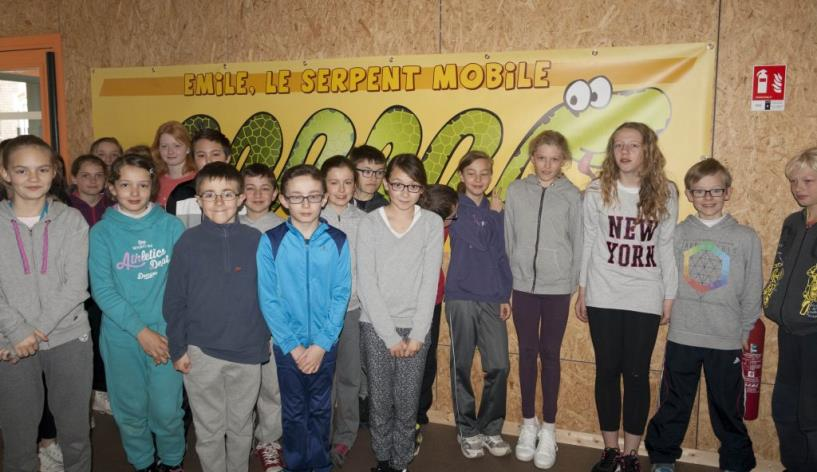 EMILE, LE SERPENT MOBILE
Athletics Dept
NEW
YORK